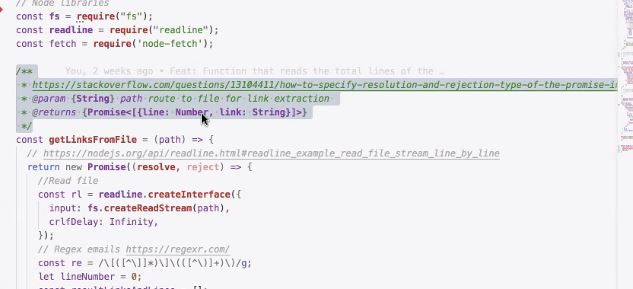 // Node libraries
const fs = require("fs");
const readline = require("readline");
const fetch = require('node-fetch');
/**     You, 2 weeks ago • Feat: Function that reads the total lines of the …
 * https://stackoverflow.com/questions/13104411/how-to-specify-resolution-and-rejection-type-of-the-promise-i
 * @param {String} path route to file for link extraction
 * @returns {Promise<[{line: Number, link: String}]>}
 */
const getLinksFromFile = (path) => {
  // https://nodejs.org/api/readline.html#readline_example_read_file_stream_line_by_line
  return new Promise((resolve, reject) => {
    //Read file
    const rl = readline.createInterface({
      input: fs.createReadStream(path),
      crlfDelay: Infinity,
    });
    // Regex emails https://regexr.com/
    const re = /\[([^\]]*)\]\(([^\)]+)\)/g;
    let lineNumber = 0;